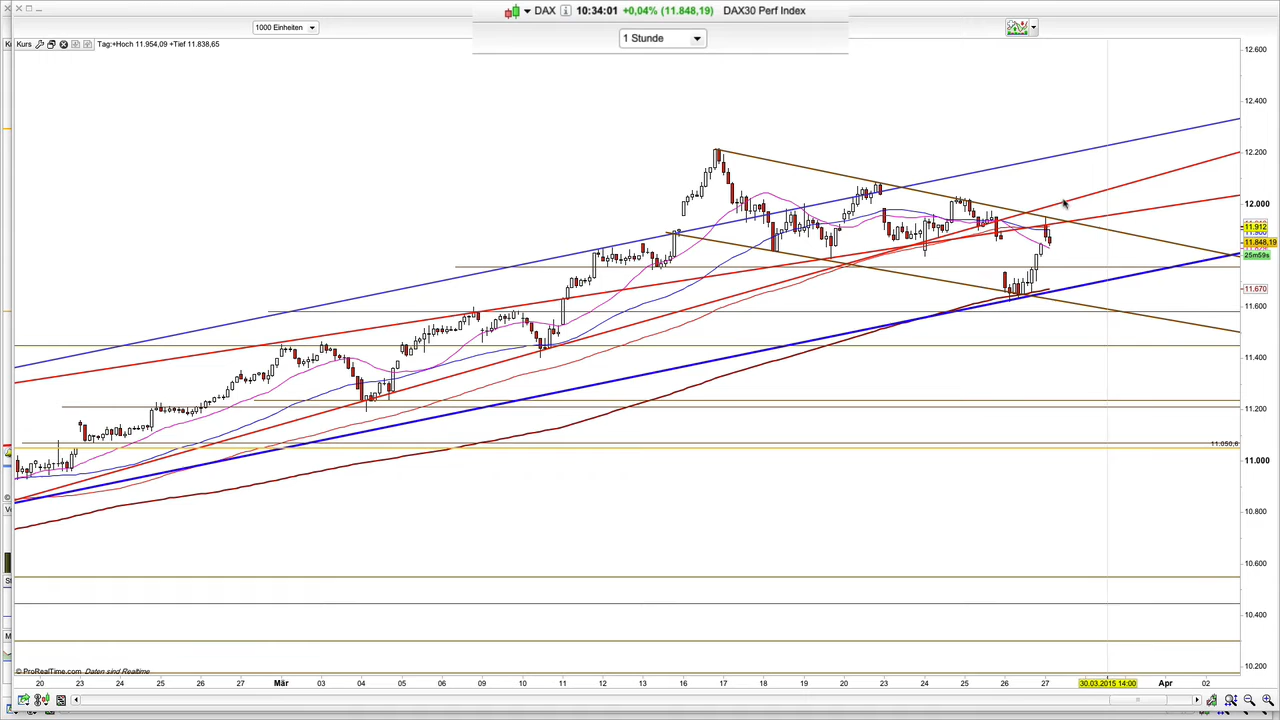 DAX 10:34:01 +0,04% (11.848,19) DAX30 Perf Index
1000 Einheiten
1 Stunde
Kurs Tag:+Hoch 11.954,09 +Tief 11.838,65
12.600
12.400
12.200
12.000
11.912
11.848,19
25m59s
11.670
11.600
11.400
11.200
11.050,6
11.000
10.800
10.600
10.400
10.200
© ProRealTime.com Daten sind Realtime
20 23 24 25 26 27 Mär 03 04 05 06 09 10 11 12 13 16 17 18 19 20 23 24 25 26 27 30.03.2015 14:00 Apr 02